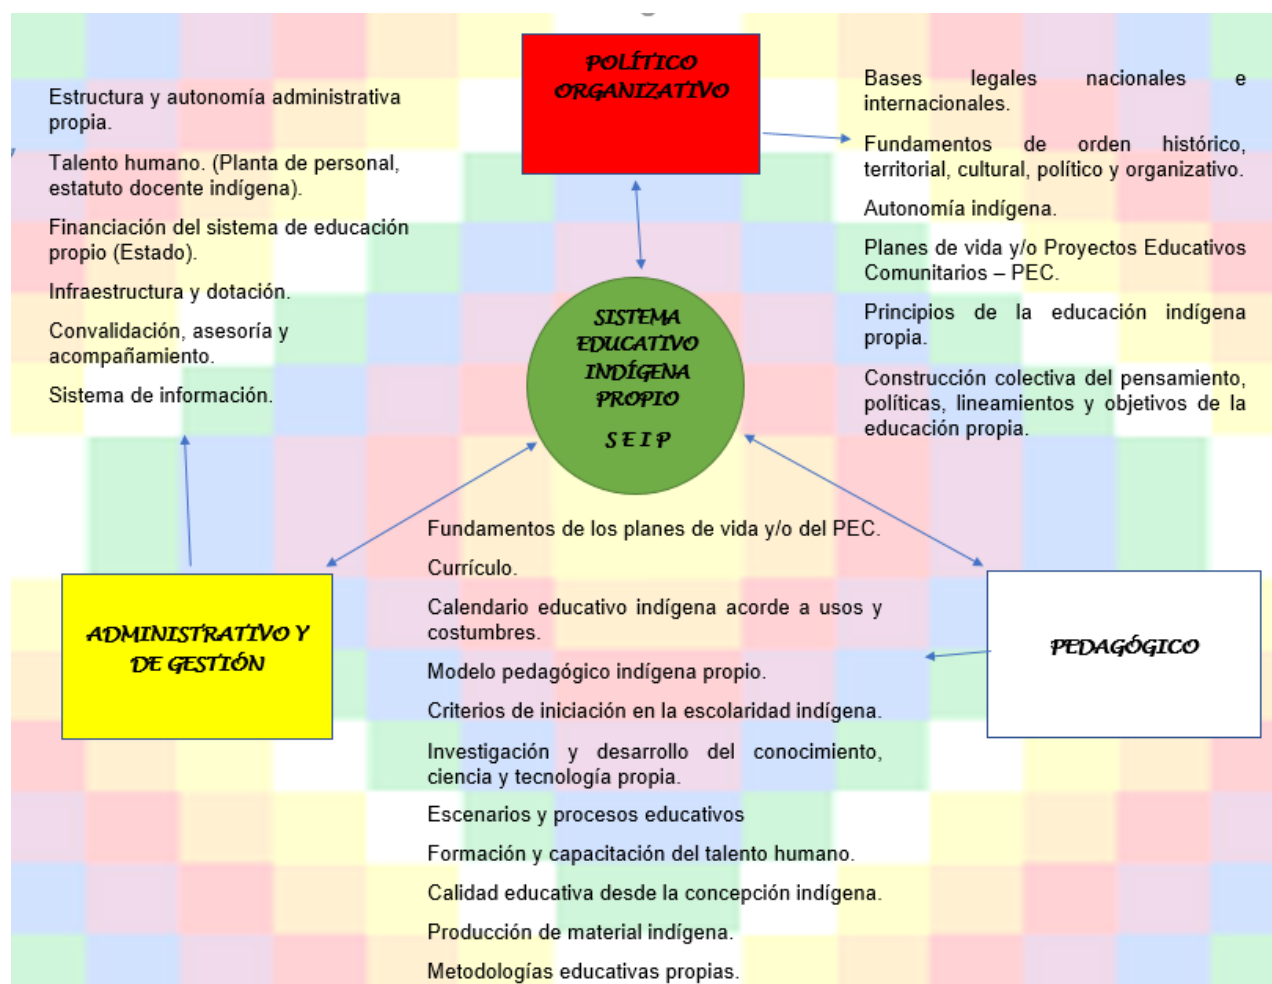 POLÍTICO
ORGANIZATIVO
Estructura y autonomía administrativa
propia.
Talento humano. (Planta de personal,
estatuto docente indígena).
Financiación del sistema de educación
propio (Estado).
Infraestructura y dotación.
Convalidación, asesoría y
acompañamiento.
Sistema de información.
Bases legales nacionales e
internacionales.
Fundamentos de orden histórico,
territorial, cultural, político y organizativo.
Autonomía indígena.
Planes de vida y/o Proyectos Educativos
Comunitarios – PEC.
Principios de la educación indígena
propia.
Construcción colectiva del pensamiento,
políticas, lineamientos y objetivos de la
educación propia.
SISTEMA
EDUCATIVO
INDÍGENA
PROPIO
S E I P
ADMINISTRATIVO Y
DE GESTIÓN
Fundamentos de los planes de vida y/o del PEC.
Currículo.
Calendario educativo indígena acorde a usos y
costumbres.
Modelo pedagógico indígena propio.
Criterios de iniciación en la escolaridad indígena.
Investigación y desarrollo del conocimiento,
ciencia y tecnología propia.
Escenarios y procesos educativos
Formación y capacitación del talento humano.
Calidad educativa desde la concepción indígena.
Producción de material indígena.
Metodologías educativas propias.
PEDAGÓGICO